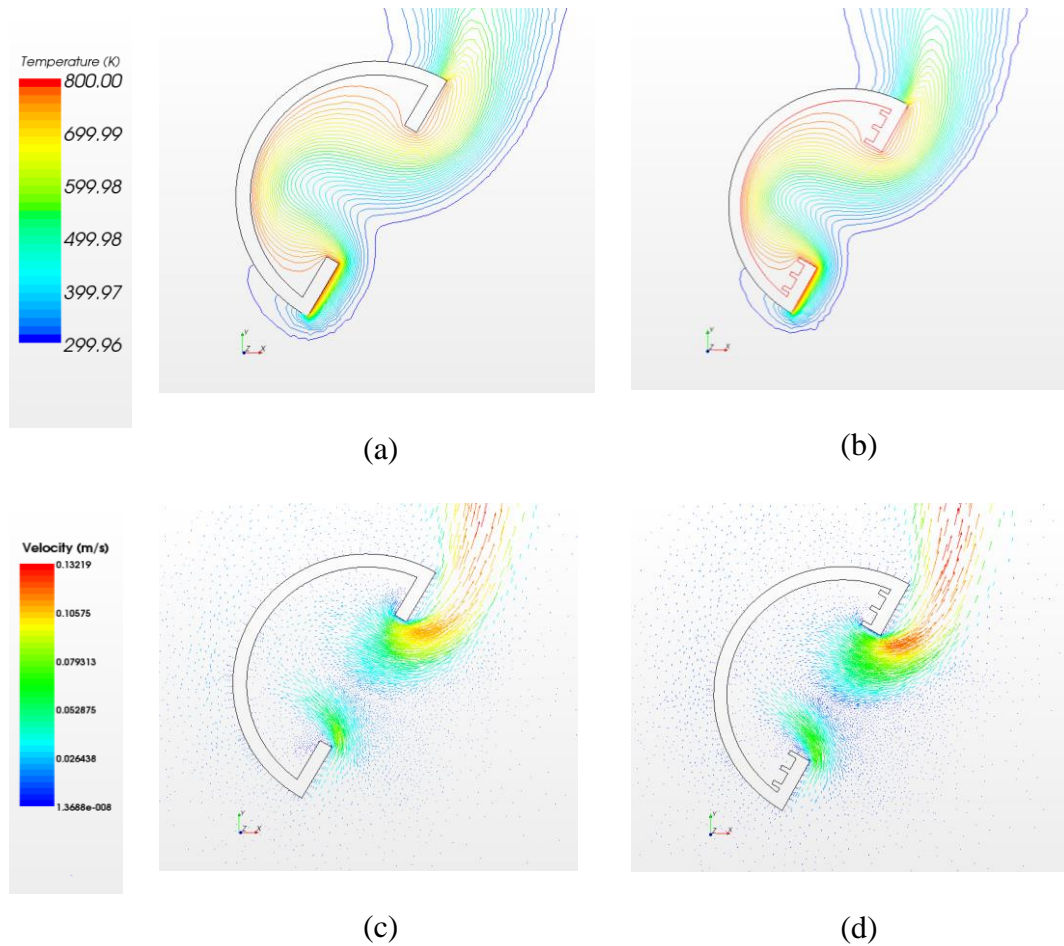 Temperature (K)
800.00
699.99
599.98
499.98
399.97
299.96
Y
Z X
Y
Z X
(a)
(b)
Velocity (m/s)
0.13219
0.10575
0.079313
0.052875
0.026438
1.3688e-008
Y
Z X
Y
Z X
(c)
(d)